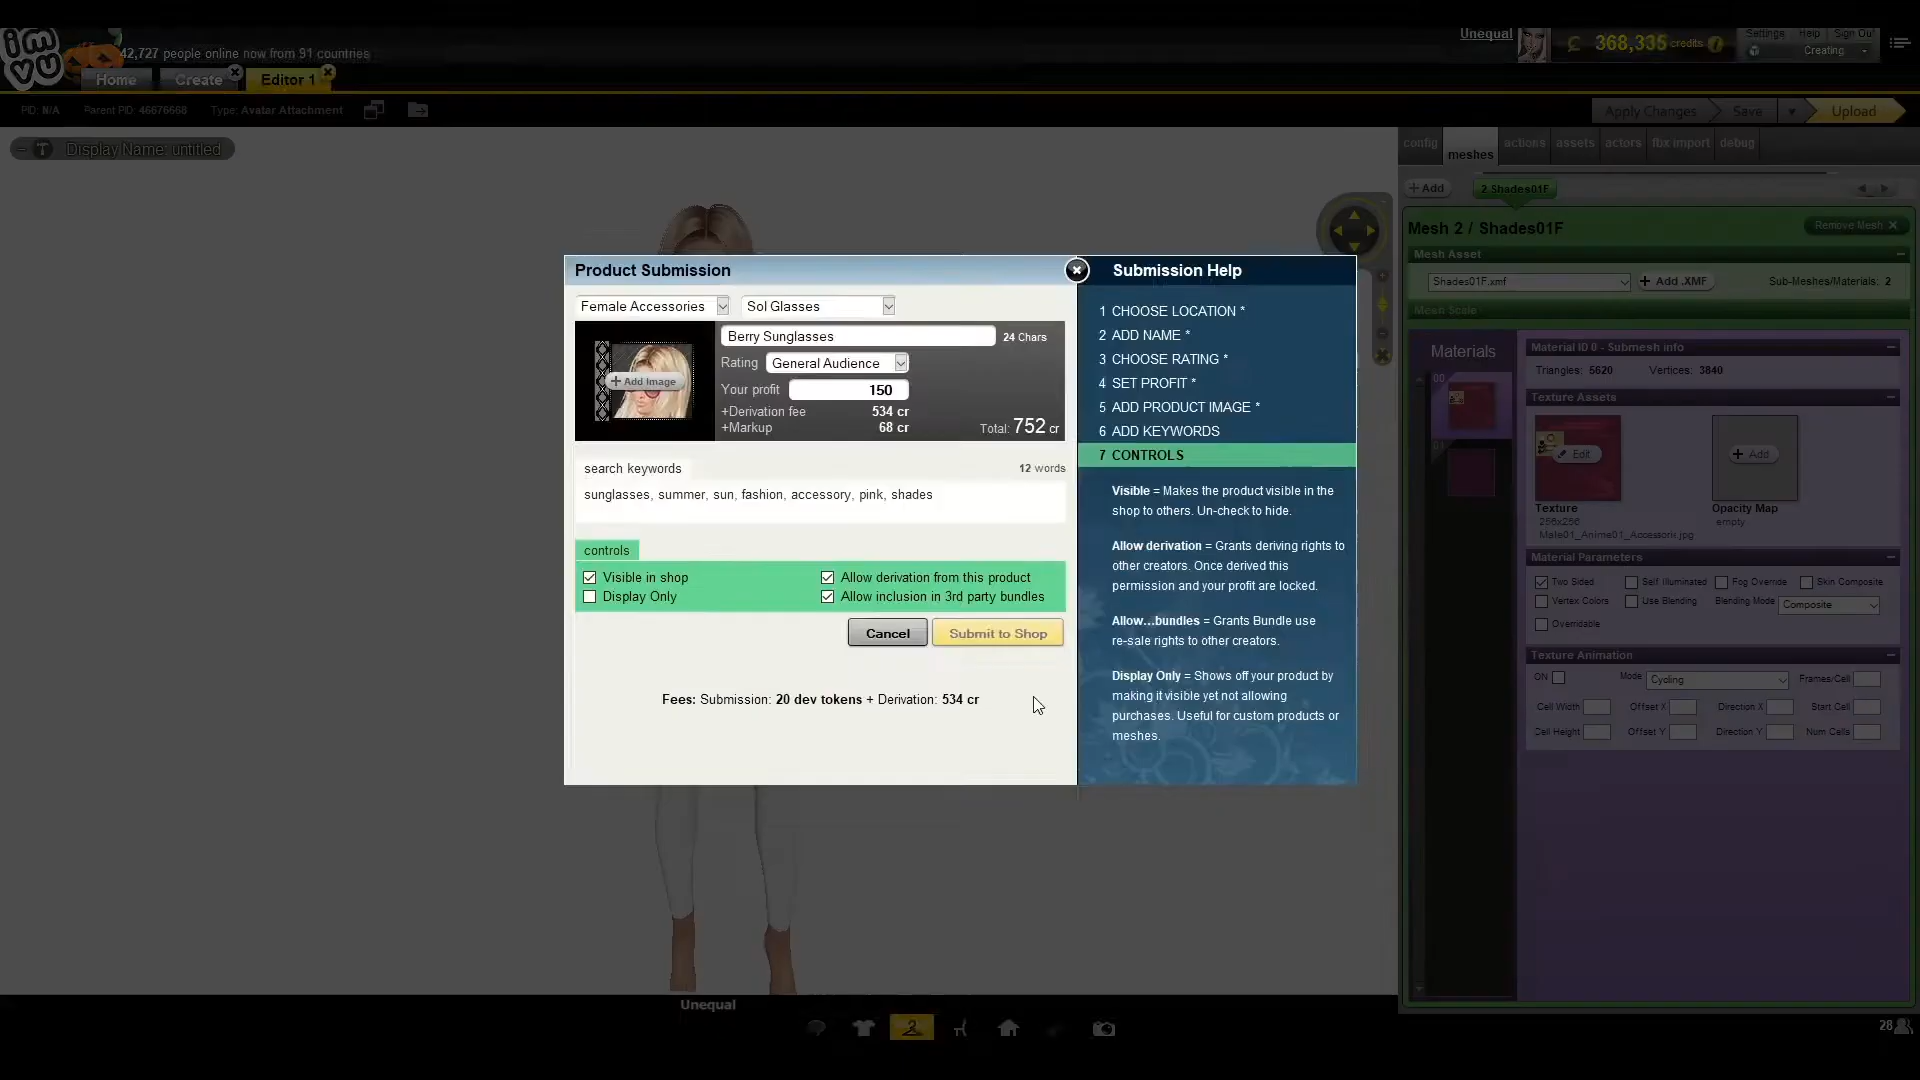 imvu
42,727 people online now from 91 countries
Unequal
368,335 credits
Settings Help Sign Out
Creating
Home
Create
Editor 1
PID: N/A Parent PID: 46676668 Type: Avatar Attachment
Apply Changes Save Upload
Display Name: untitled
config meshes actions assets actors fbx import debug
+ Add 2 Shades01F
Mesh 2 / Shades01F Remove Mesh
Mesh Asset
Shades01F.xmf + Add .XMF Sub-Meshes/Materials: 2
Mesh Scale
Materials
00
01
Material ID 0 - Submesh info
Triangles: 5620 Vertices: 3840
Texture Assets
Edit
+ Add
Texture
256x256
Male01_Anime01_Accessorie.jpg
Opacity Map
empty
Material Parameters
Two Sided Self Illuminated Fog Override Skin Composite
Vertex Colors Use Blending Blending Mode Composite
Overridable
Texture Animation
ON Mode Cycling Frames/Cell
Cell Width Offset X Direction X Start Cell
Cell Height Offset Y Direction Y Num Cells
Product Submission
Female Accessories Sol Glasses
+ Add Image
Berry Sunglasses 24 Chars
Rating General Audience
Your profit 150
+Derivation fee 534 cr
+Markup 68 cr
Total: 752 cr
search keywords 12 words
sunglasses, summer, sun, fashion, accessory, pink, shades
controls
Visible in shop Allow derivation from this product
Display Only Allow inclusion in 3rd party bundles
Cancel Submit to Shop
Fees: Submission: 20 dev tokens + Derivation: 534 cr
Submission Help
1 CHOOSE LOCATION *
2 ADD NAME *
3 CHOOSE RATING *
4 SET PROFIT *
5 ADD PRODUCT IMAGE *
6 ADD KEYWORDS
7 CONTROLS
Visible = Makes the product visible in the
shop to others. Un-check to hide.
Allow derivation = Grants deriving rights to
other creators. Once derived this
permission and your profit are locked.
Allow...bundles = Grants Bundle use
re-sale rights to other creators.
Display Only = Shows off your product by
making it visible yet not allowing
purchases. Useful for custom products or
meshes.
Unequal
28